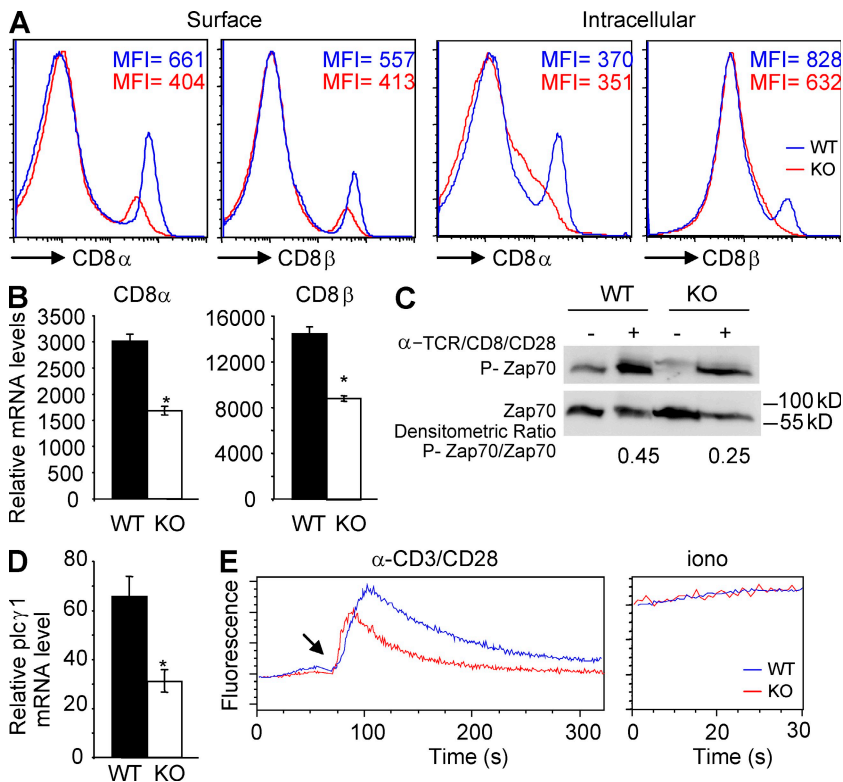 A
Surface
Intracellular
MFI= 661
MFI= 404
MFI= 557
MFI= 413
MFI= 370
MFI= 351
MFI= 828
MFI= 632
WT
KO
CD8α
CD8β
CD8α
CD8β
B
CD8α
CD8β
Relative mRNA levels
3500
3000
2500
2000
1500
1000
500
0
*
WT KO
16000
12000
8000
4000
0
*
WT KO
C
WT KO
α-TCR/CD8/CD28 - + - +
P- Zap70
Zap70
100 kD
55 kD
Densitometric Ratio
P- Zap70/Zap70
0.45 0.25
D
Relative plcγ1
mRNA level
80
60
40
20
0
*
WT KO
E
α-CD3/CD28
iono
Fluorescence
0 100 200 300
Time (s)
WT
KO
0 10 20 30
Time (s)